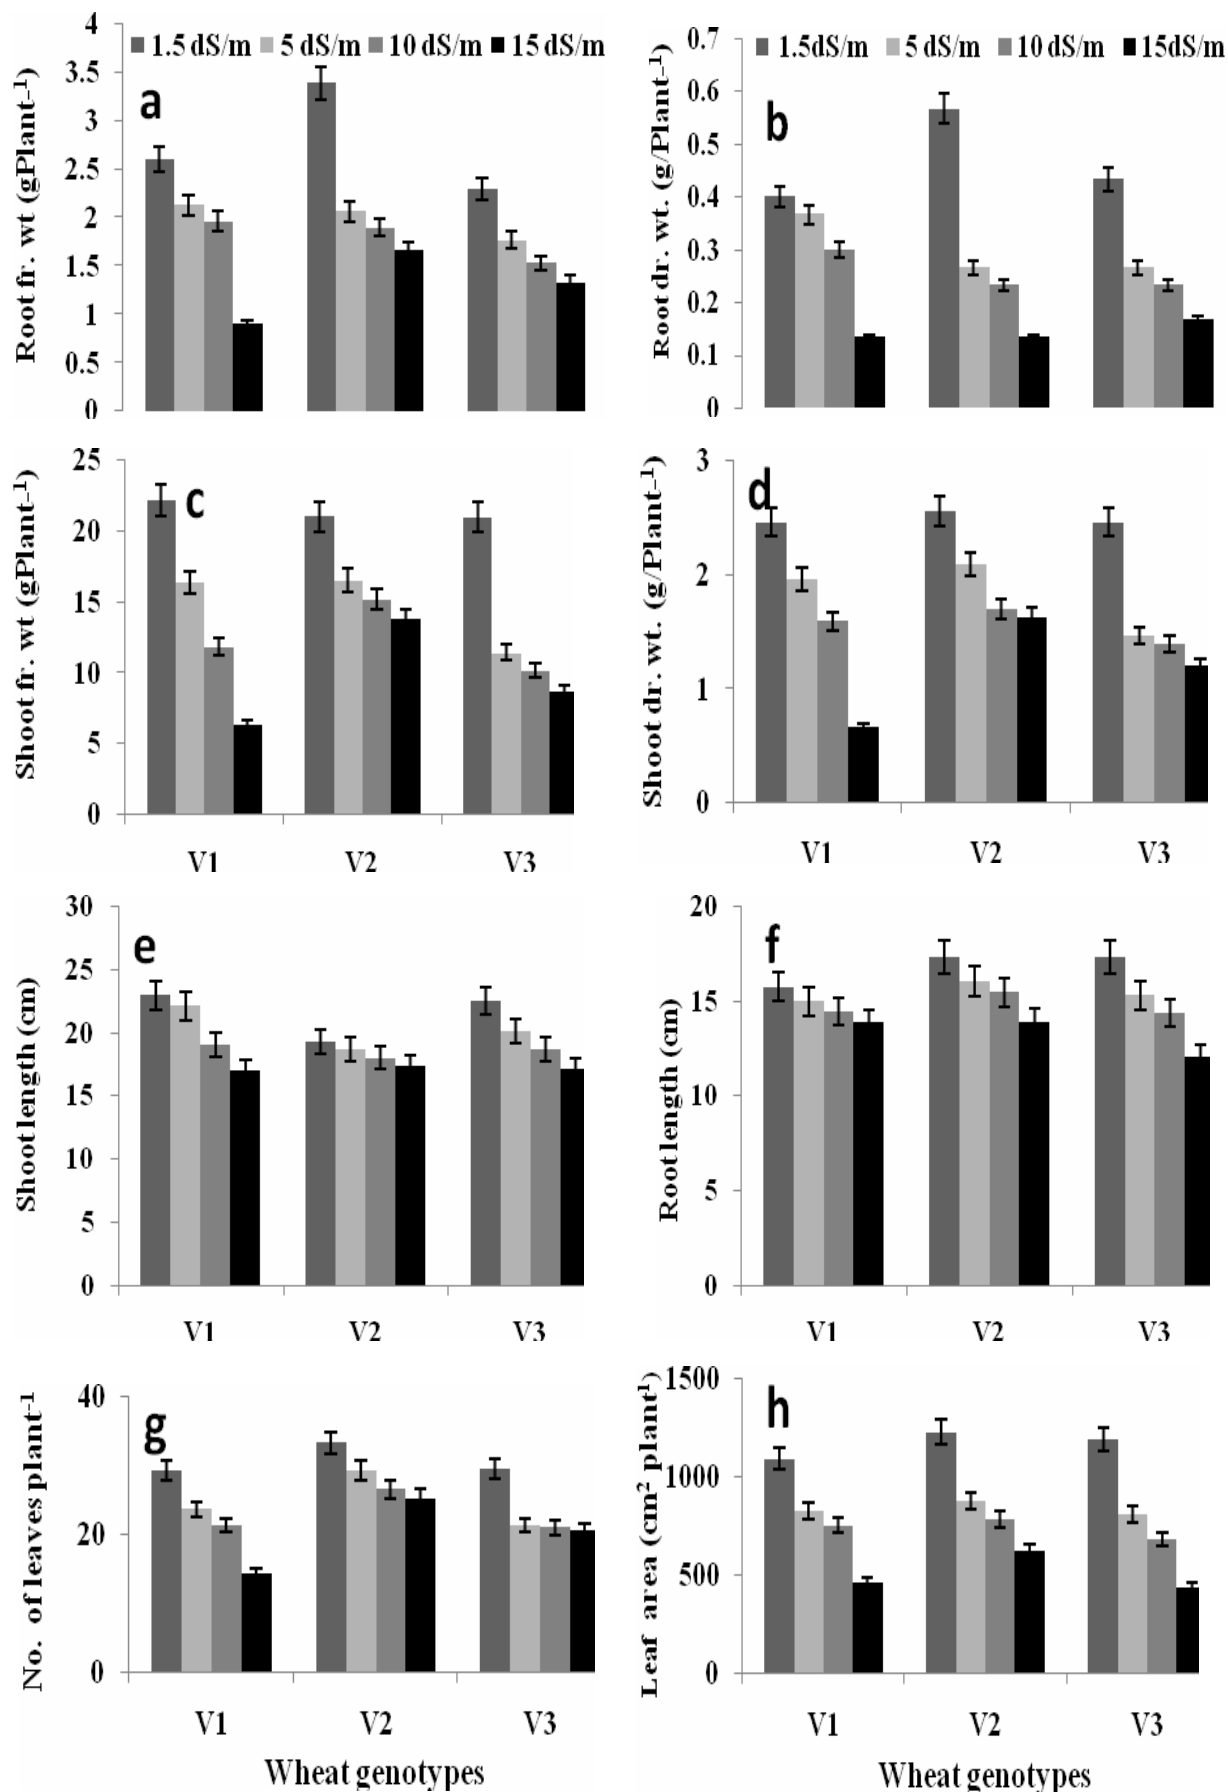 Root fr. wt (gPlant⁻¹)
4
3.5
3
2.5
2
1.5
1
0.5
0
1.5 dS/m 5 dS/m 10 dS/m 15 dS/m
a
Root dr. wt. (g/Plant⁻¹)
0.7
0.6
0.5
0.4
0.3
0.2
0.1
0
1.5dS/m 5 dS/m 10 dS/m 15dS/m
b
Shoot fr. wt (gPlant⁻¹)
25
20
15
10
5
0
c
V1 V2 V3
Shoot dr. wt. (g/Plant⁻¹)
3
2
1
0
d
V1 V2 V3
Shoot length (cm)
30
25
20
15
10
5
0
e
V1 V2 V3
Root length (cm)
20
15
10
5
0
f
V1 V2 V3
No. of leaves plant⁻¹
40
20
0
g
V1 V2 V3
Wheat genotypes
Leaf area (cm² plant¹)
1500
1000
500
0
h
V1 V2 V3
Wheat genotypes